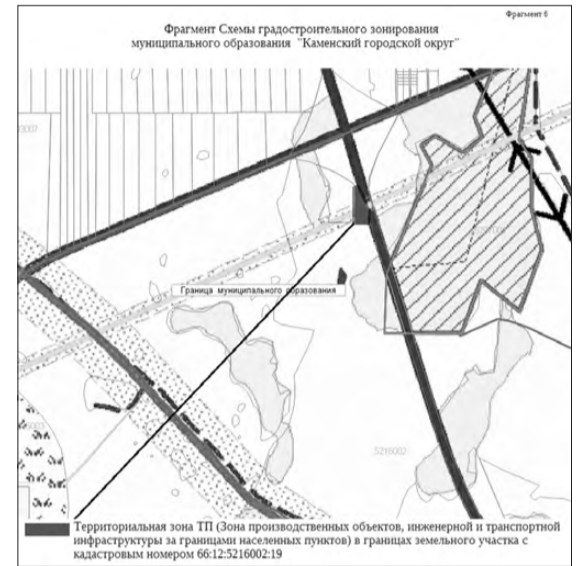 Фрагмент 6
Фрагмент Схемы градостроительного зонирования
муниципального образования "Каменский городской округ"
Граница муниципального образования
5216002
Территориальная зона ТП (Зона производственных объектов, инженерной и транспортной
инфраструктуры за границами населенных пунктов) в границах земельного участка с
кадастровым номером 66:12:5216002:19